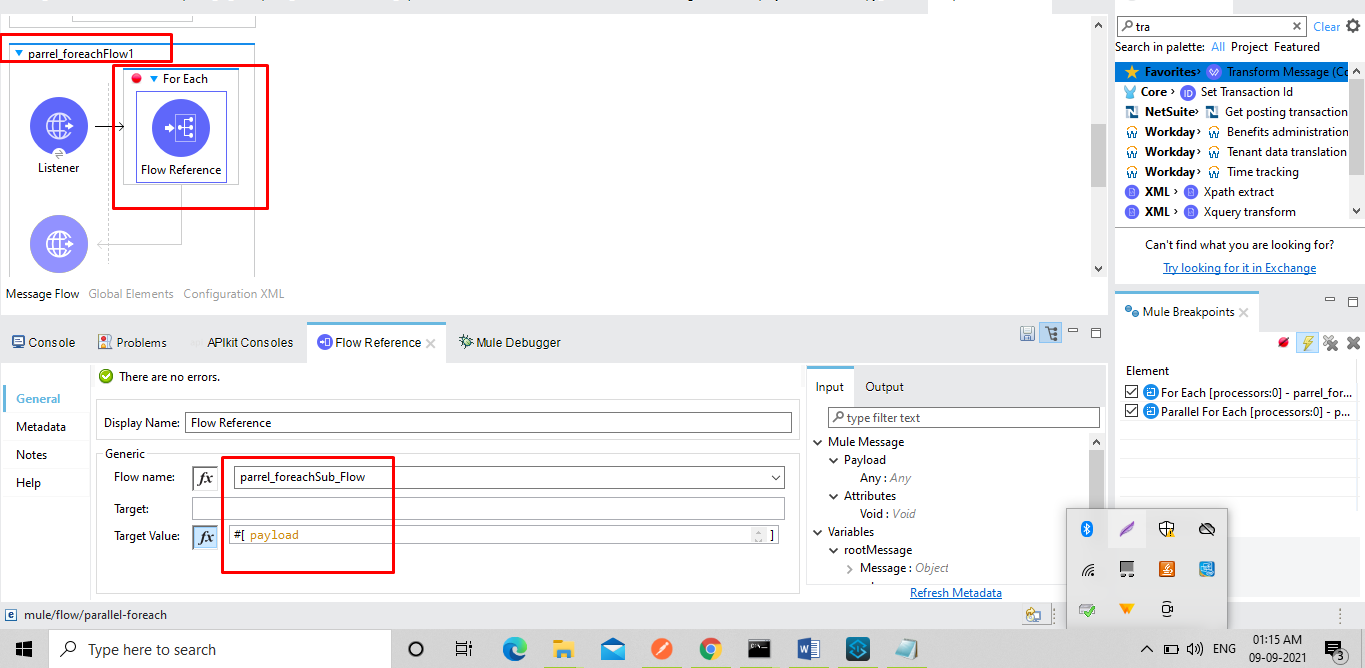 tra
Clear
Search in palette: All Project Featured
parrel_foreachFlow1
For Each
Listener
Flow Reference
Favorites› Transform Message (Co
Core › Set Transaction Id
NetSuite› Get posting transaction
Workday› Benefits administration
Workday› Tenant data translation
Workday› Time tracking
XML › Xpath extract
XML › Xquery transform
Can't find what you are looking for?
Try looking for it in Exchange
Message Flow Global Elements Configuration XML
Mule Breakpoints
Console Problems APIkit Consoles Flow Reference Mule Debugger
There are no errors.
Element
For Each [processors:0] - parrel_for...
Parallel For Each [processors:0] - p...
General
Metadata
Notes
Help
Display Name: Flow Reference
Generic
Flow name: fx parrel_foreachSub_Flow
Target:
Target Value: fx #[ payload ]
Input Output
type filter text
Mule Message
Payload
Any : Any
Attributes
Void : Void
Variables
rootMessage
Message : Object
Refresh Metadata
mule/flow/parallel-foreach
Type here to search
ENG
01:15 AM
09-09-2021
3